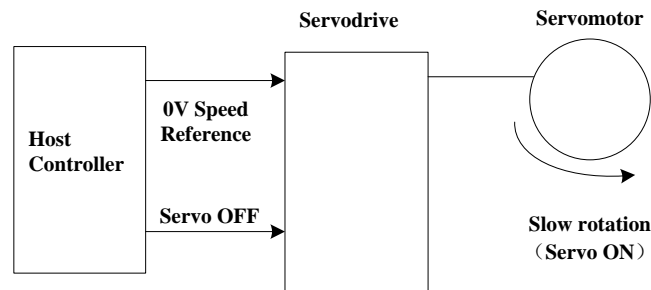 Servodrive
Servomotor
0V Speed
Reference
Host
Controller
Servo OFF
Slow rotation
（Servo ON）